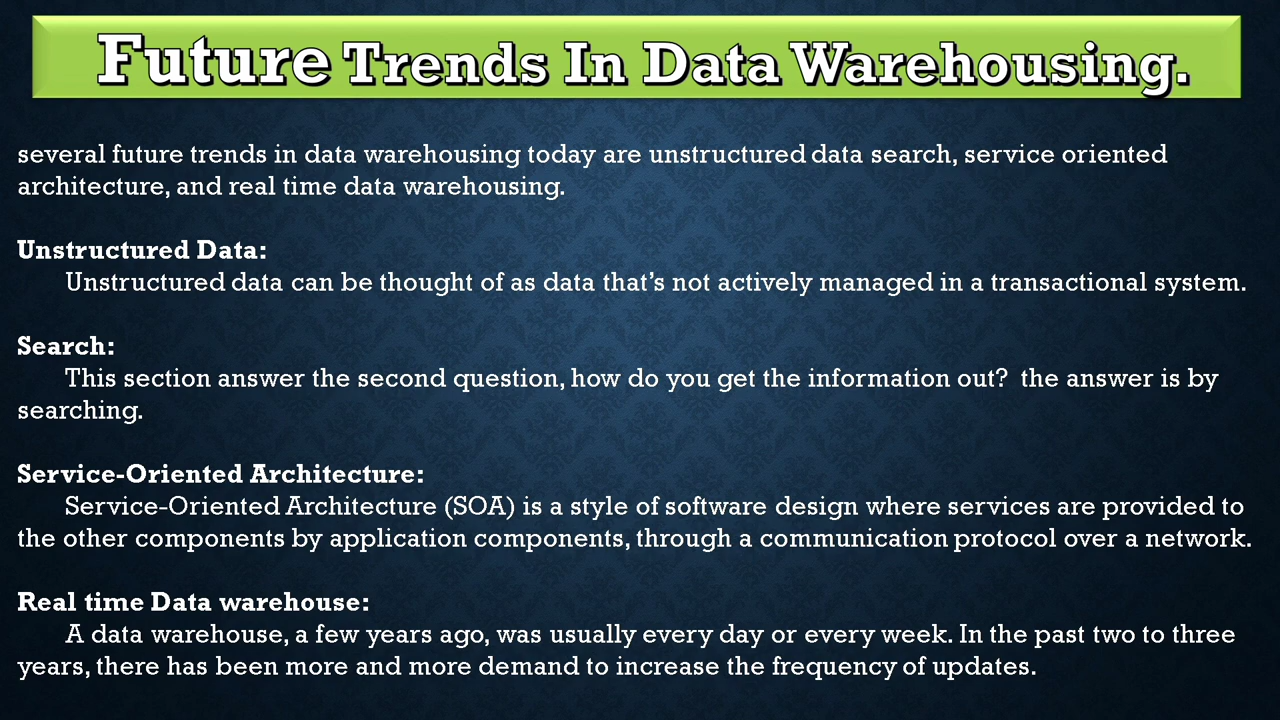 Future Trends In Data Warehousing.
several future trends in data warehousing today are unstructured data search, service oriented
architecture, and real time data warehousing.
Unstructured Data:
Unstructured data can be thought of as data that’s not actively managed in a transactional system.
Search:
This section answer the second question, how do you get the information out?  the answer is by
searching.
Service-Oriented Architecture:
Service-Oriented Architecture (SOA) is a style of software design where services are provided to
the other components by application components, through a communication protocol over a network.
Real time Data warehouse:
A data warehouse, a few years ago, was usually every day or every week. In the past two to three
years, there has been more and more demand to increase the frequency of updates.